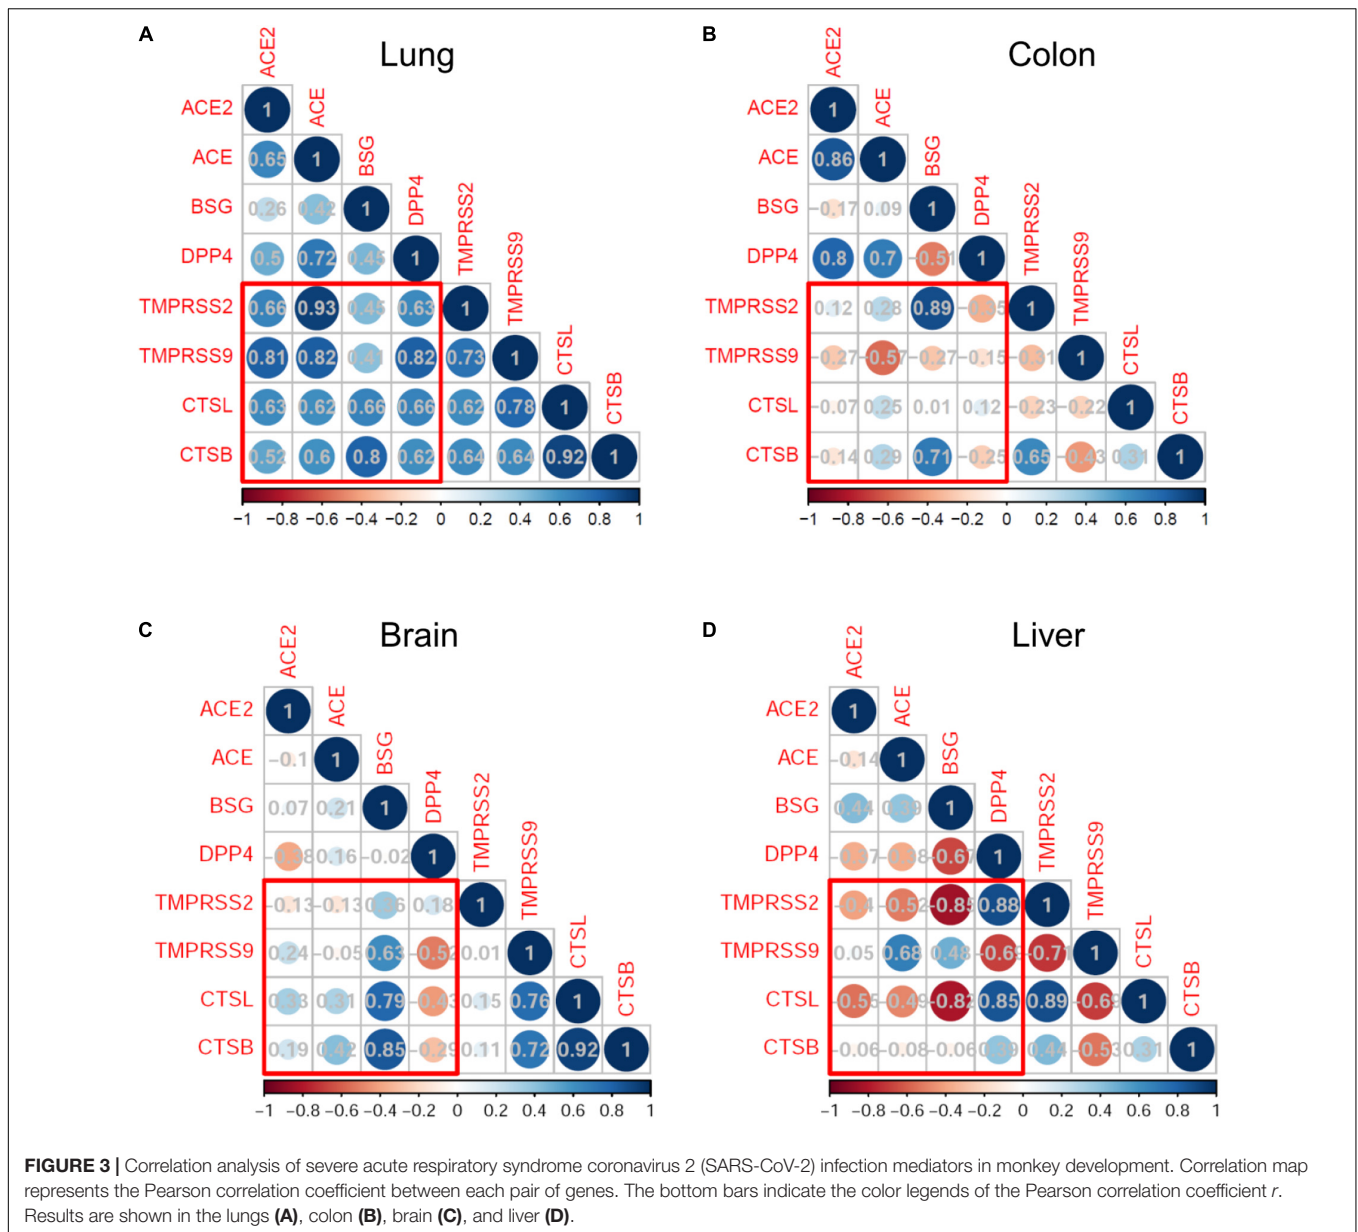 A
Lung
ACE2
ACE
BSG
DPP4
TMPRSS2
TMPRSS9
CTSL
CTSB
ACE2 1
ACE 0.65 1
BSG 0.26 0.42 1
DPP4 0.5 0.72 0.45 1
TMPRSS2 0.66 0.93 0.45 0.63 1
TMPRSS9 0.81 0.82 0.41 0.82 0.73 1
CTSL 0.63 0.62 0.66 0.66 0.62 0.78 1
CTSB 0.52 0.6 0.8 0.62 0.64 0.64 0.92 1
−1 −0.8 −0.6 −0.4 −0.2 0 0.2 0.4 0.6 0.8 1
B
Colon
ACE2
ACE
BSG
DPP4
TMPRSS2
TMPRSS9
CTSL
CTSB
ACE2 1
ACE 0.86 1
BSG −0.17 0.09 1
DPP4 0.8 0.7 −0.51 1
TMPRSS2 0.12 0.28 0.89 1
TMPRSS9 −0.27 −0.57 −0.27 −0.15 −0.31 1
CTSL −0.07 0.25 0.01 0.12 −0.23 −0.22 1
CTSB −0.14 0.29 0.71 −0.25 0.65 −0.43 0.31 1
−1 −0.8 −0.6 −0.4 −0.2 0 0.2 0.4 0.6 0.8 1
C
Brain
ACE2
ACE
BSG
DPP4
TMPRSS2
TMPRSS9
CTSL
CTSB
ACE2 1
ACE −0.1 1
BSG 0.07 0.21 1
DPP4 0.16 −0.02 1
TMPRSS2 −0.13 −0.13 0.36 0.18 1
TMPRSS9 0.24 −0.05 0.63 −0.52 0.01 1
CTSL 0.33 0.31 0.79 −0.43 0.15 0.76 1
CTSB 0.19 0.42 0.85 −0.29 0.11 0.72 0.92 1
−1 −0.8 −0.6 −0.4 −0.2 0 0.2 0.4 0.6 0.8 1
D
Liver
ACE2
ACE
BSG
DPP4
TMPRSS2
TMPRSS9
CTSL
CTSB
ACE2 1
ACE −0.14 1
BSG 0.44 0.39 1
DPP4 −0.67 1
TMPRSS2 −0.4 −0.52 −0.85 0.88 1
TMPRSS9 0.05 0.68 0.48 −0.71 1
CTSL −0.55 −0.49 −0.82 0.85 0.89 1
CTSB −0.06 −0.08 −0.06 0.39 0.44 −0.53 0.31 1
−1 −0.8 −0.6 −0.4 −0.2 0 0.2 0.4 0.6 0.8 1
FIGURE 3 | Correlation analysis of severe acute respiratory syndrome coronavirus 2 (SARS-CoV-2) infection mediators in monkey development. Correlation map
represents the Pearson correlation coefficient between each pair of genes. The bottom bars indicate the color legends of the Pearson correlation coefficient r.
Results are shown in the lungs (A), colon (B), brain (C), and liver (D).